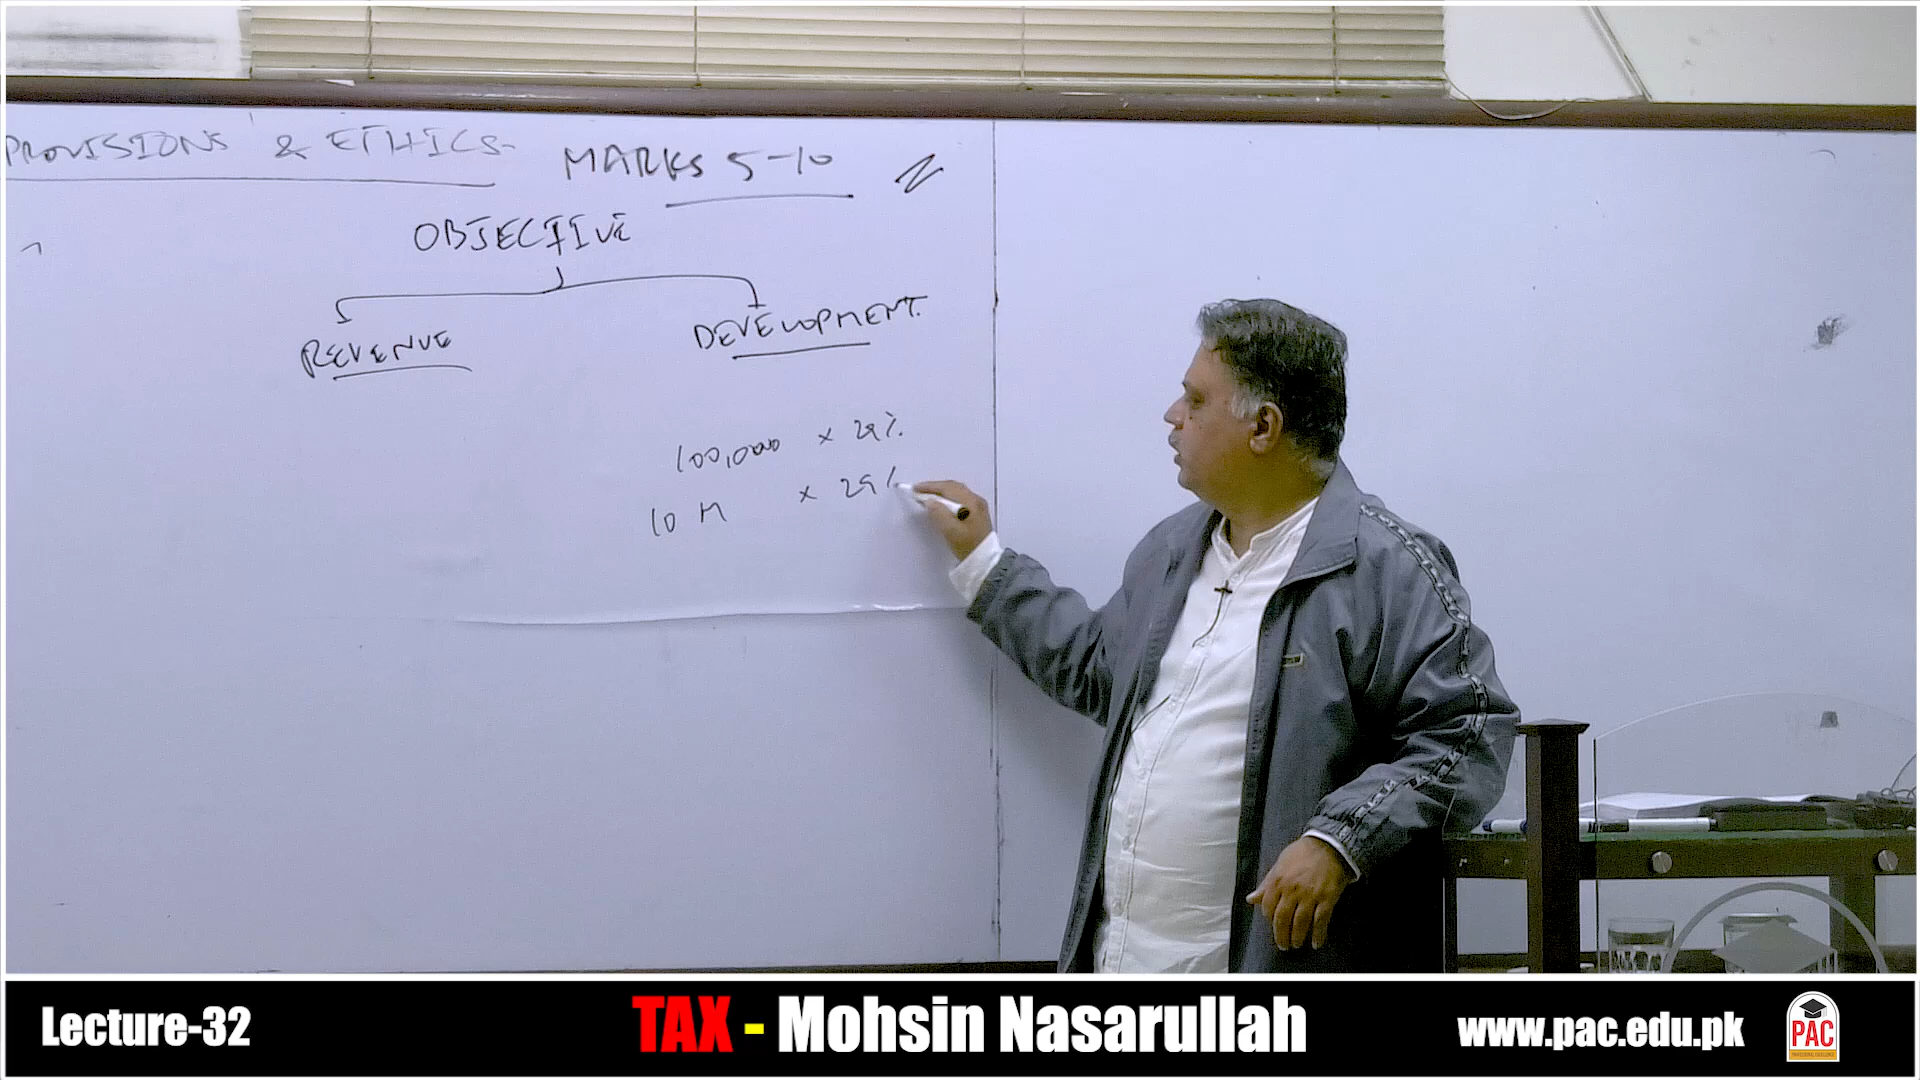 PROVISIONS & ETHICS-
MARKS 5-10
OBJECTIVE
REVENUE
DEVELOPMENT
100,000 × 29%
10 M × 29%
Lecture-32
TAX - Mohsin Nasarullah
www.pac.edu.pk
PAC